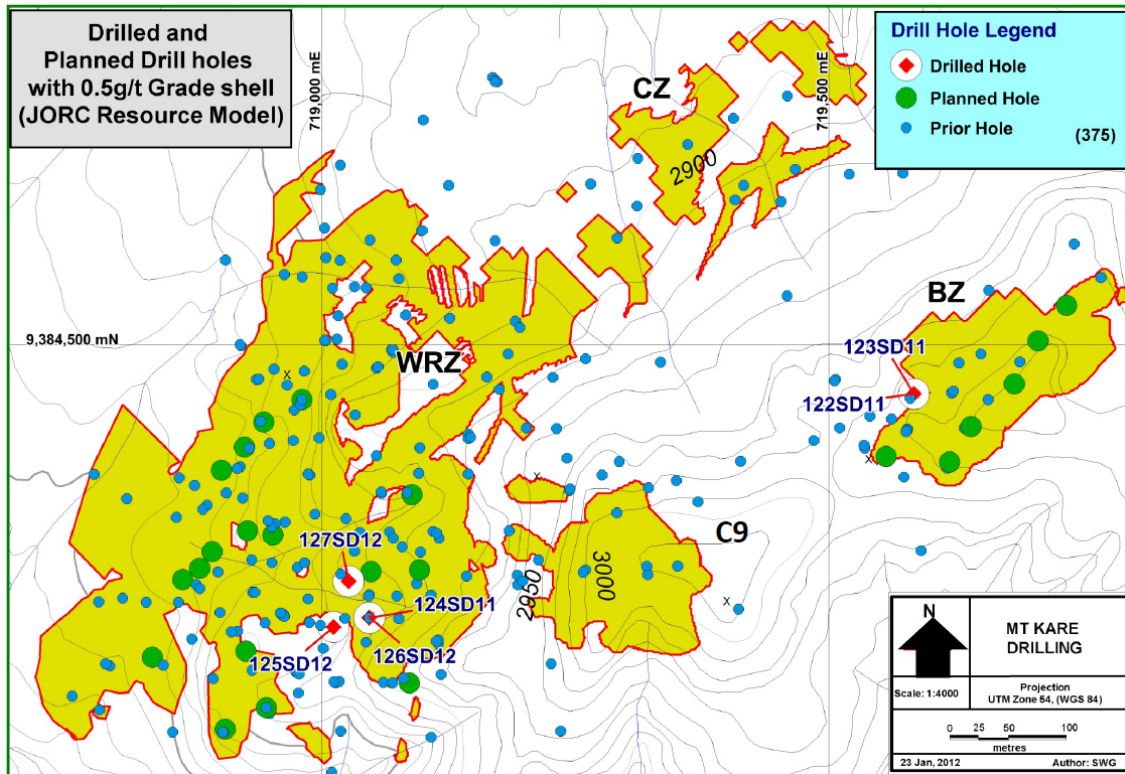 Drilled and
Planned Drill holes
with 0.5g/t Grade shell
(JORC Resource Model)
719,000 mE
719,500 mE
Drill Hole Legend
Drilled Hole
Planned Hole
Prior Hole (375)
CZ
2900
BZ
9,384,500 mN
WRZ
123SD11
122SD11
X
X
X
C9
127SD12
3000
2950
124SD11
X
125SD12
126SD12
N
MT KARE
DRILLING
Scale: 1:4000
Projection
UTM Zone 54, (WGS 84)
0 25 50 100
metres
23 Jan, 2012 Author: SWG